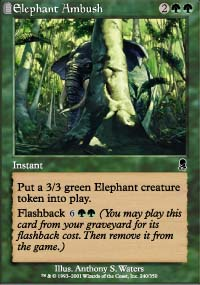 Elephant Ambush 2
Instant
Put a 3/3 green Elephant creature
token into play.
Flashback 6 (You may play this
card from your graveyard for its
flashback cost. Then remove it from
the game.)
Illus. Anthony S. Waters
™ & © 1993-2001 Wizards of the Coast, Inc. 240/350